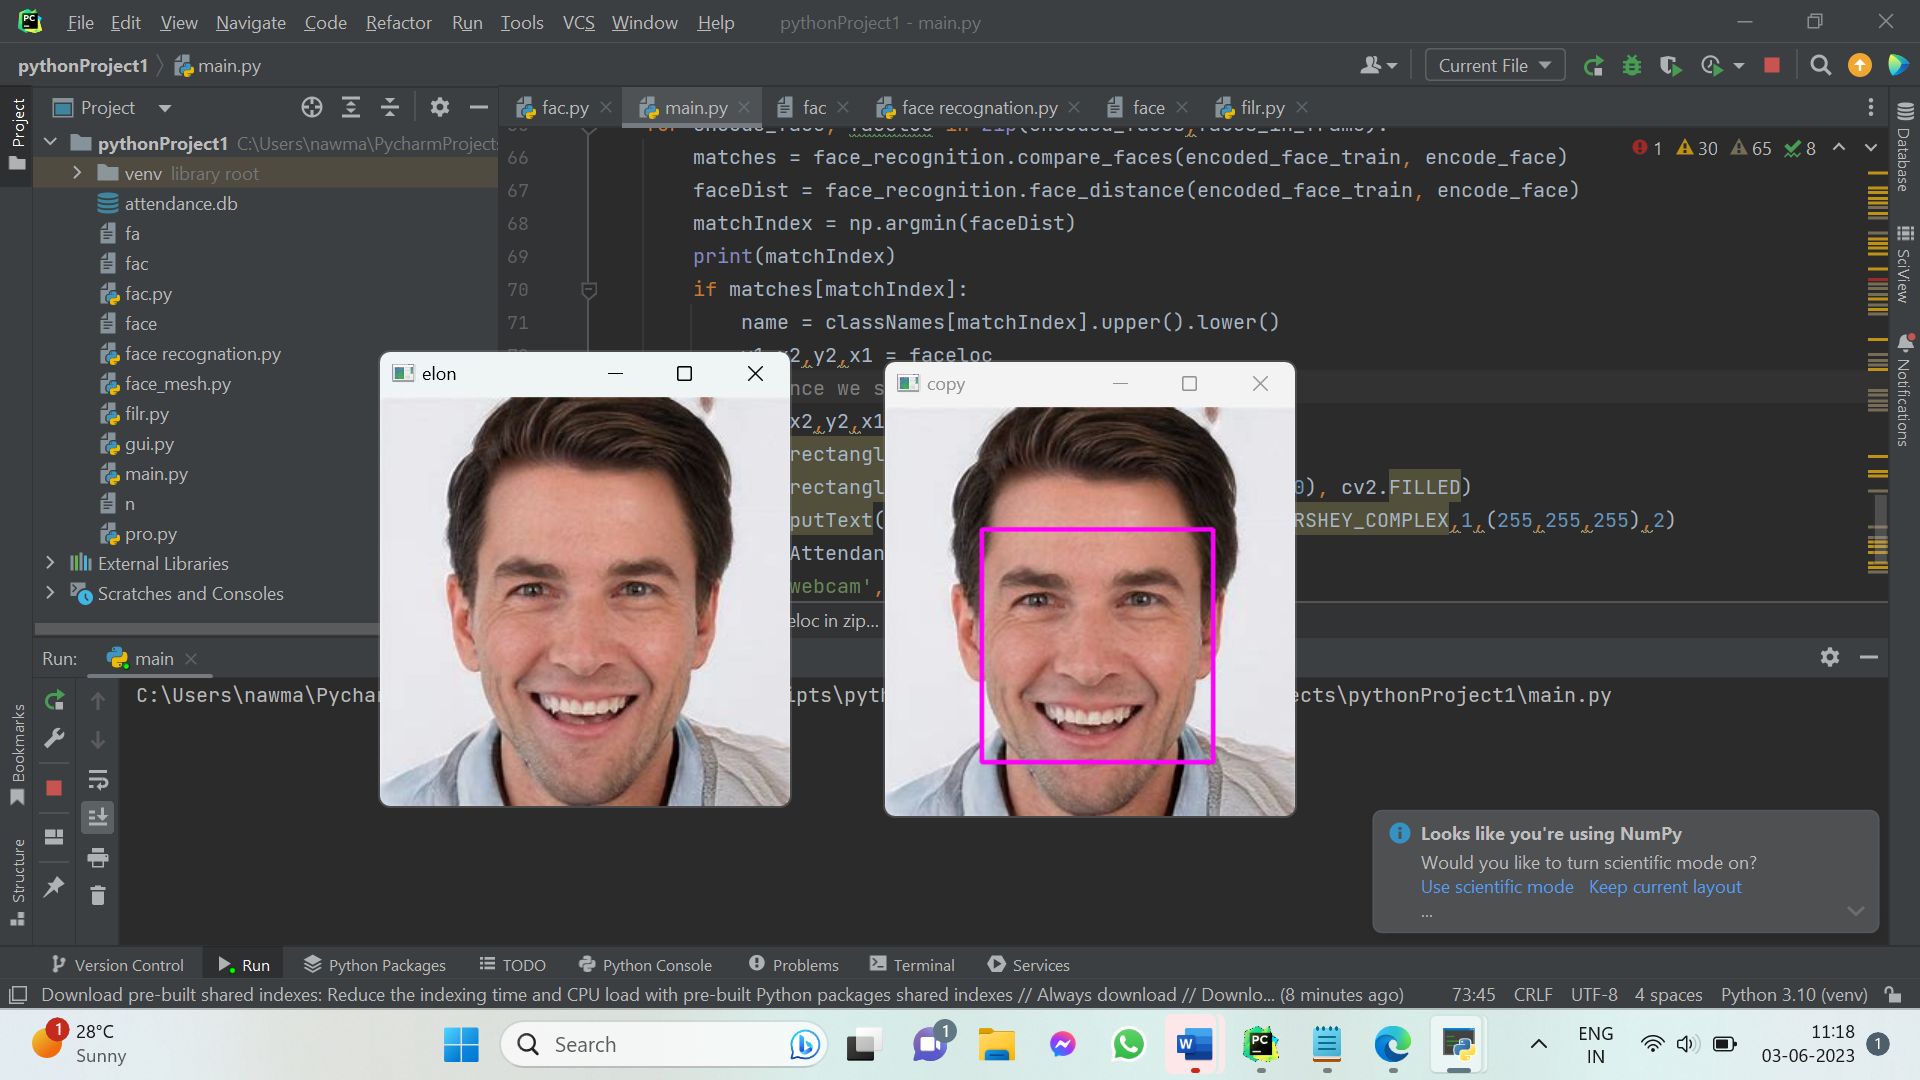 File Edit View Navigate Code Refactor Run Tools VCS Window Help pythonProject1 - main.py
pythonProject1 main.py Current File
Project
Project
fac.py main.py fac face recognation.py face filr.py
pythonProject1 C:\Users\nawma\PycharmProjects
venv library root
attendance.db
fa
fac
fac.py
face
face recognation.py
face_mesh.py
filr.py
gui.py
main.py
n
pro.py
External Libraries
Scratches and Consoles
1 30 65 8
66 matches = face_recognition.compare_faces(encoded_face_train, encode_face)
67 faceDist = face_recognition.face_distance(encoded_face_train, encode_face)
68 matchIndex = np.argmin(faceDist)
69 print(matchIndex)
70 if matches[matchIndex]:
71 name = classNames[matchIndex].upper().lower()
x2,y2,x1 = faceloc
nce we s
x2,y2,x1
rectangl
rectangl 0), cv2.FILLED)
putText( RSHEY_COMPLEX,1,(255,255,255),2)
Attendan
webcam',
eloc in zip...
elon
copy
Database
SciView
Notifications
Bookmarks
Structure
Run: main
C:\Users\nawma\Pychar ipts\pyth ects\pythonProject1\main.py
Looks like you're using NumPy
Would you like to turn scientific mode on?
Use scientific mode Keep current layout
...
Version Control Run Python Packages TODO Python Console Problems Terminal Services
Download pre-built shared indexes: Reduce the indexing time and CPU load with pre-built Python packages shared indexes // Always download // Downlo... (8 minutes ago) 73:45 CRLF UTF-8 4 spaces Python 3.10 (venv)
1
28°C
Sunny
Search
1
PC
ENG
IN
11:18
03-06-2023
1